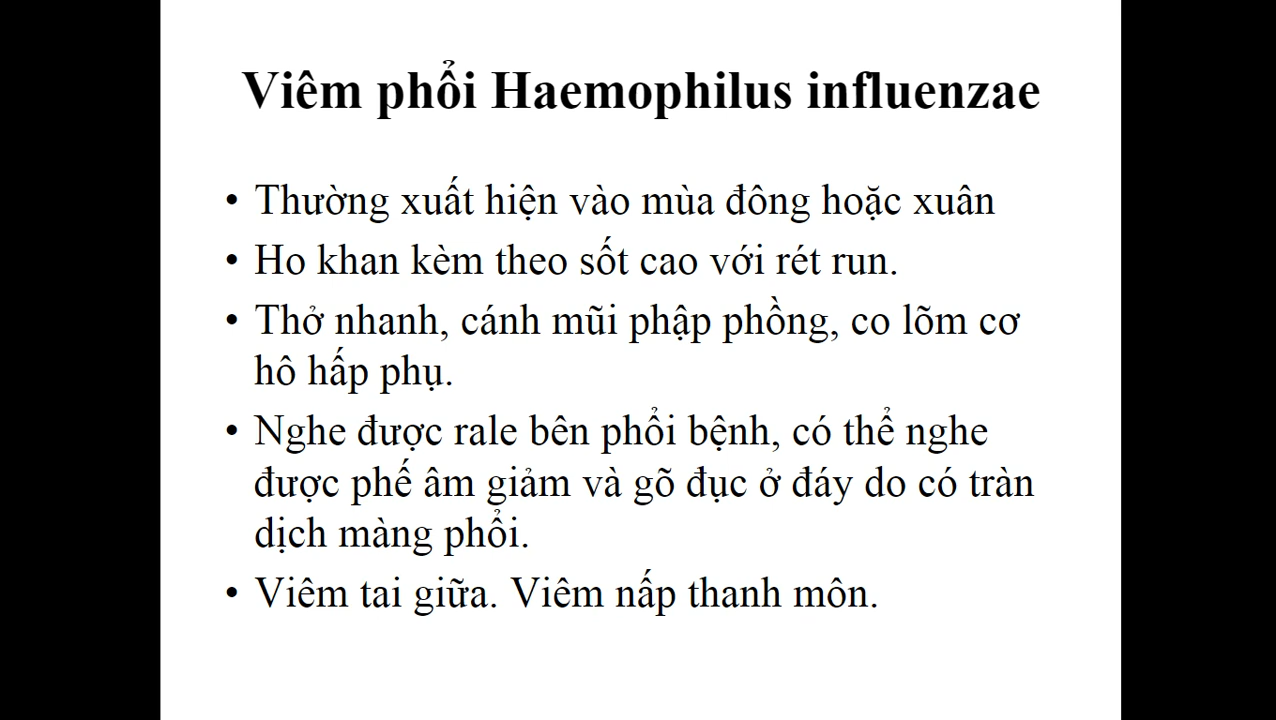 Viêm phổi Haemophilus influenzae
• Thường xuất hiện vào mùa đông hoặc xuân
• Ho khan kèm theo sốt cao với rét run.
• Thở nhanh, cánh mũi phập phồng, co lõm cơ
hô hấp phụ.
• Nghe được rale bên phổi bệnh, có thể nghe
được phế âm giảm và gõ đục ở đáy do có tràn
dịch màng phổi.
• Viêm tai giữa. Viêm nấp thanh môn.